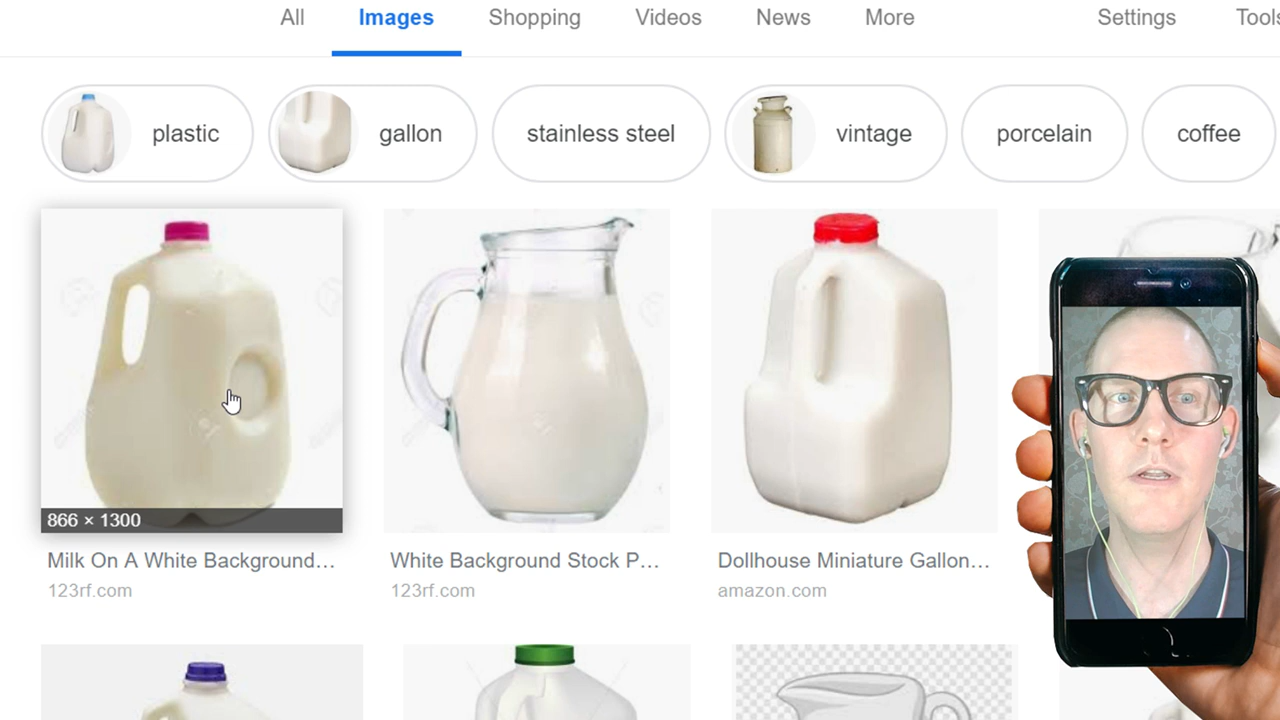 All Images Shopping Videos News More Settings Tools
plastic gallon stainless steel vintage porcelain coffee
866 × 1300
Milk On A White Background... White Background Stock P... Dollhouse Miniature Gallon...
123rf.com 123rf.com amazon.com